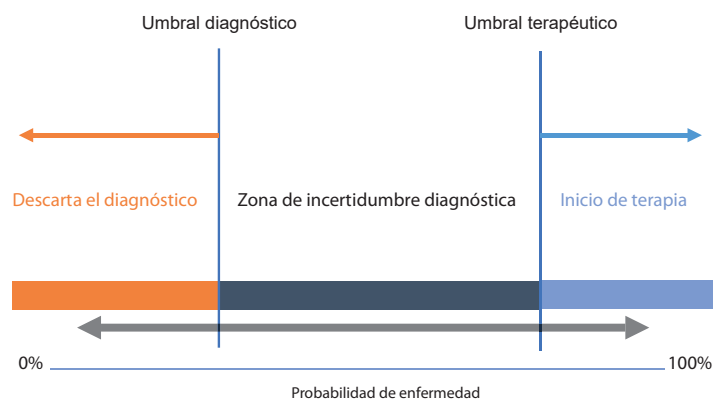 Umbral diagnóstico
Umbral terapéutico
Descarta el diagnóstico
Zona de incertidumbre diagnóstica
Inicio de terapia
0%
100%
Probabilidad de enfermedad